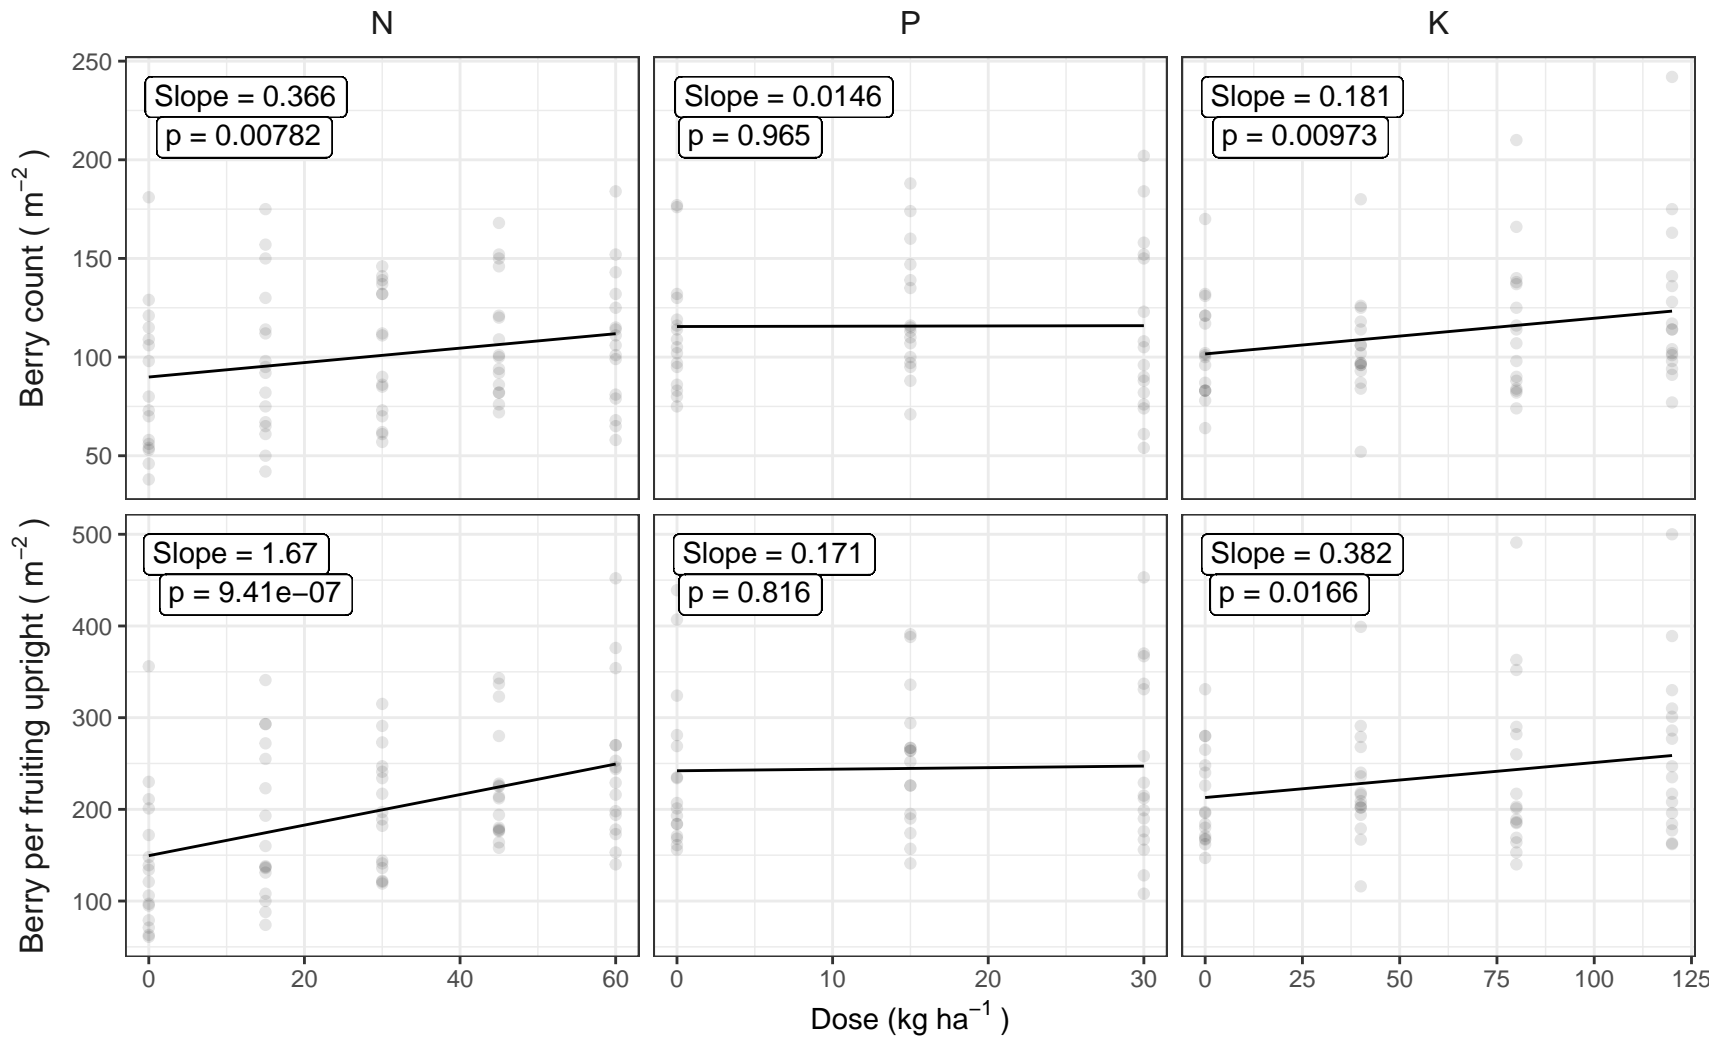 N P K
Berry count ( m−2 )
250
200
150
100
50
Slope = 0.366
p = 0.00782
Slope = 0.0146
p = 0.965
Slope = 0.181
p = 0.00973
Berry per fruiting upright ( m−2 )
500
400
300
200
100
Slope = 1.67
p = 9.41e−07
Slope = 0.171
p = 0.816
Slope = 0.382
p = 0.0166
0 20 40 60 0 10 20 30 0 25 50 75 100 125
Dose (kg ha−1 )